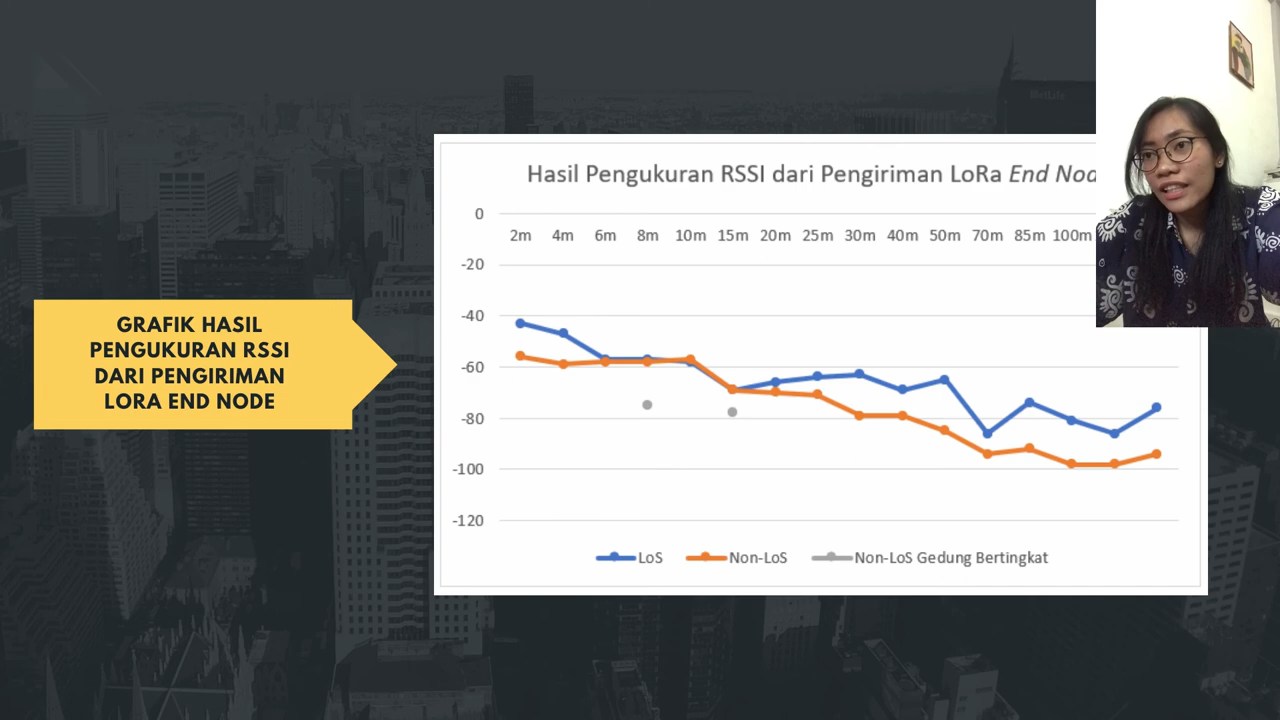 GRAFIK HASIL
PENGUKURAN RSSI
DARI PENGIRIMAN
LORA END NODE
Hasil Pengukuran RSSI dari Pengiriman LoRa End
0
2m 4m 6m 8m 10m 15m 20m 25m 30m 40m 50m 70m 85m 100m
-20
-40
-60
-80
-100
-120
LoS Non-LoS Non-LoS Gedung Bertingkat
MetLife